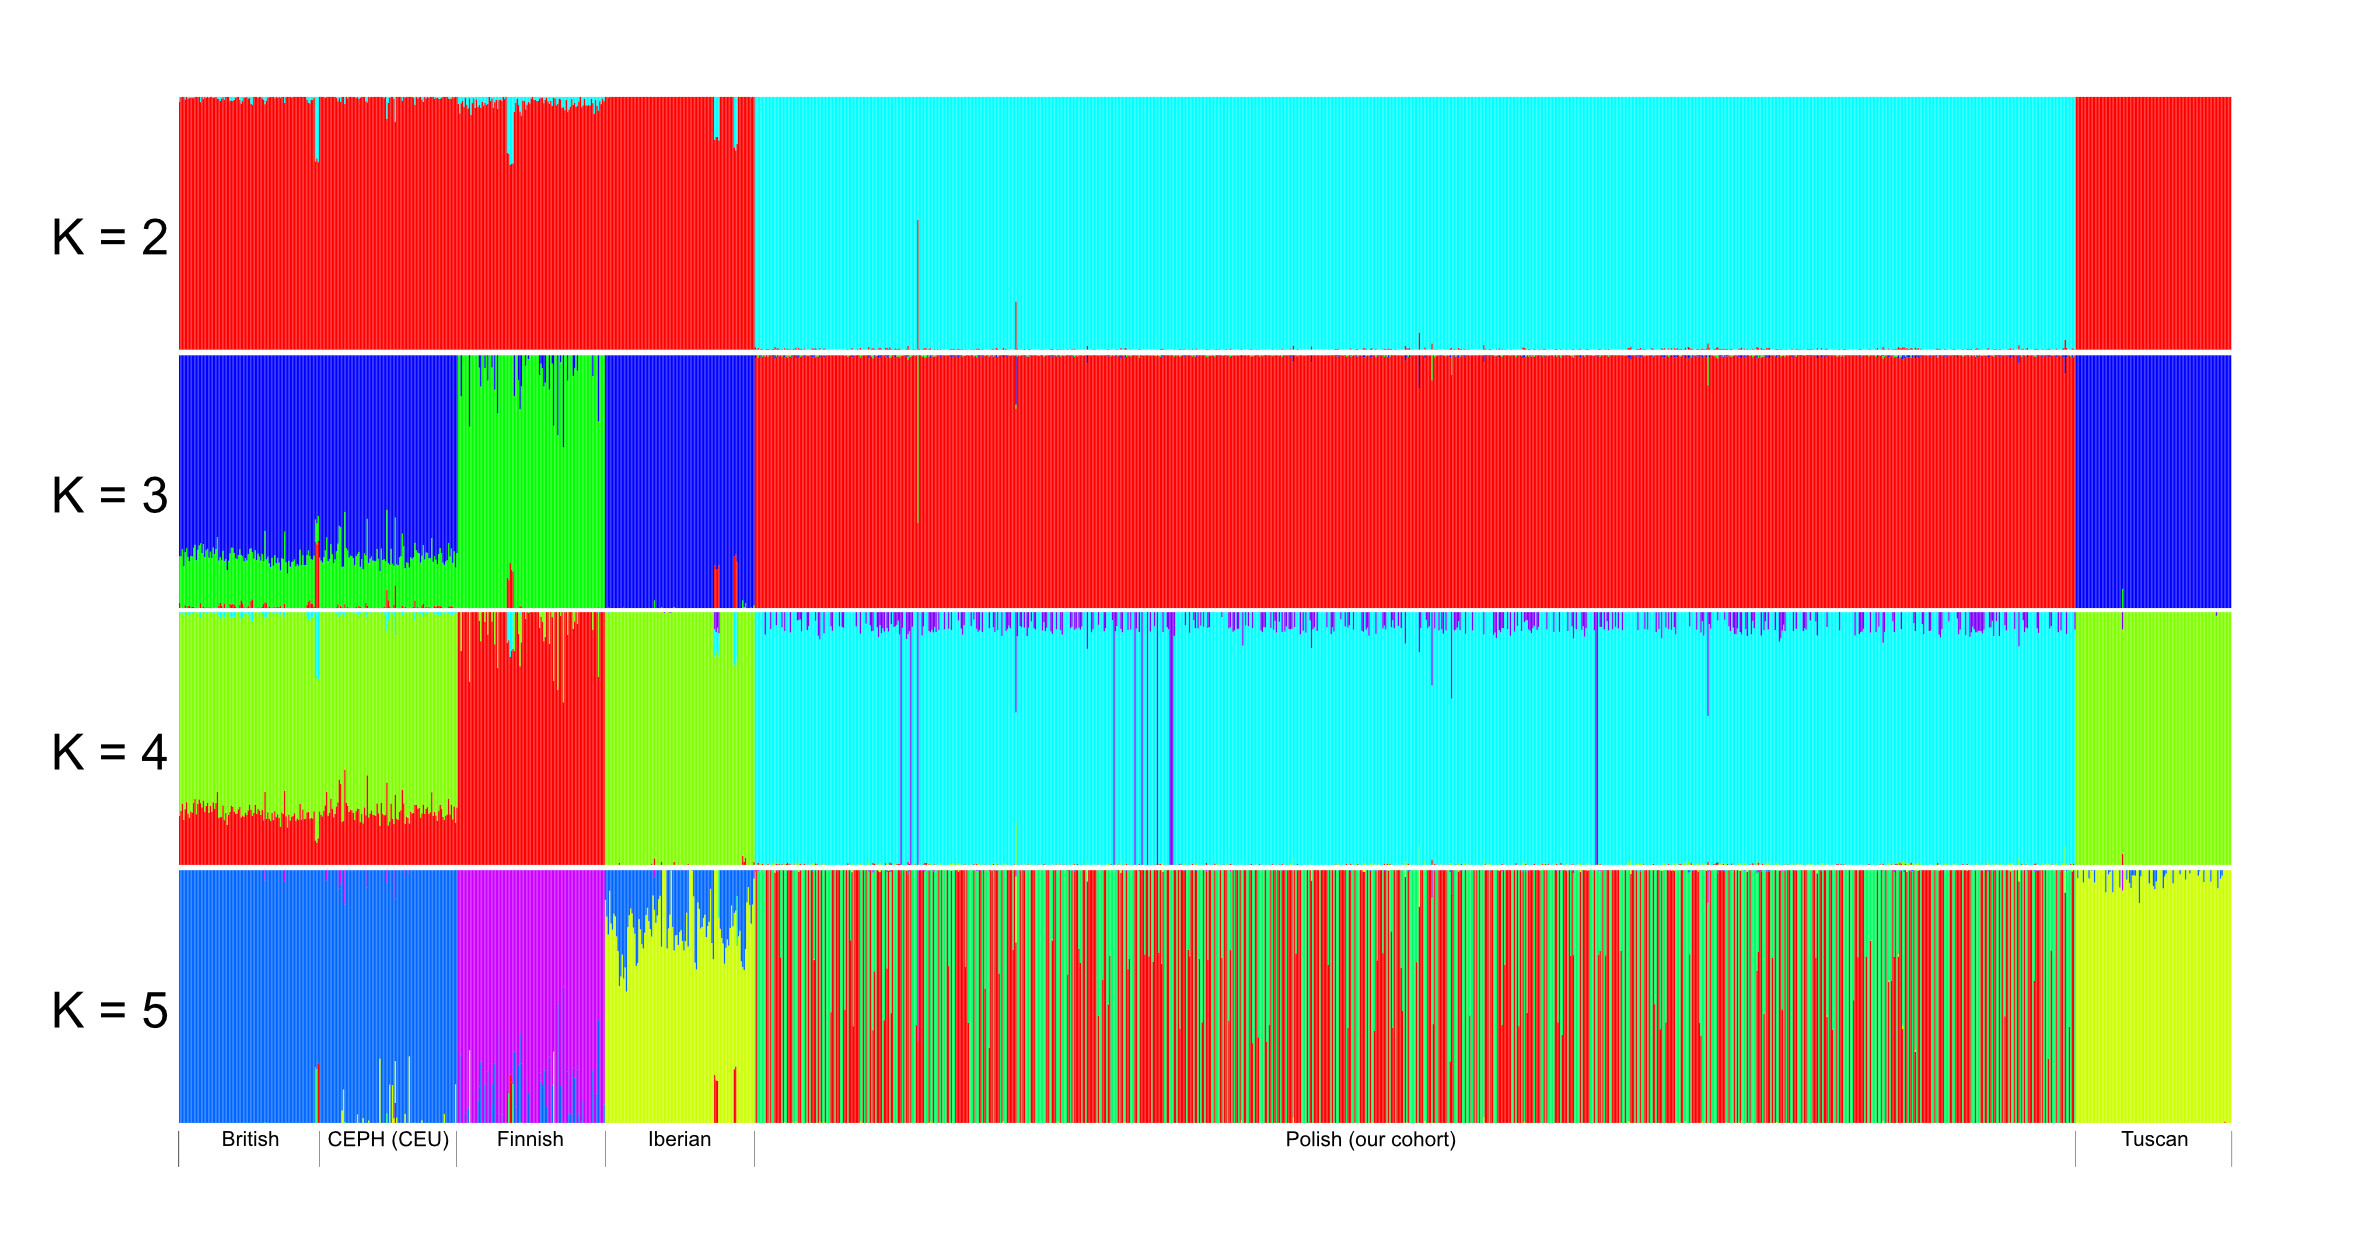 K = 2
K = 3
K = 4
K = 5
British CEPH (CEU) Finnish Iberian Polish (our cohort) Tuscan